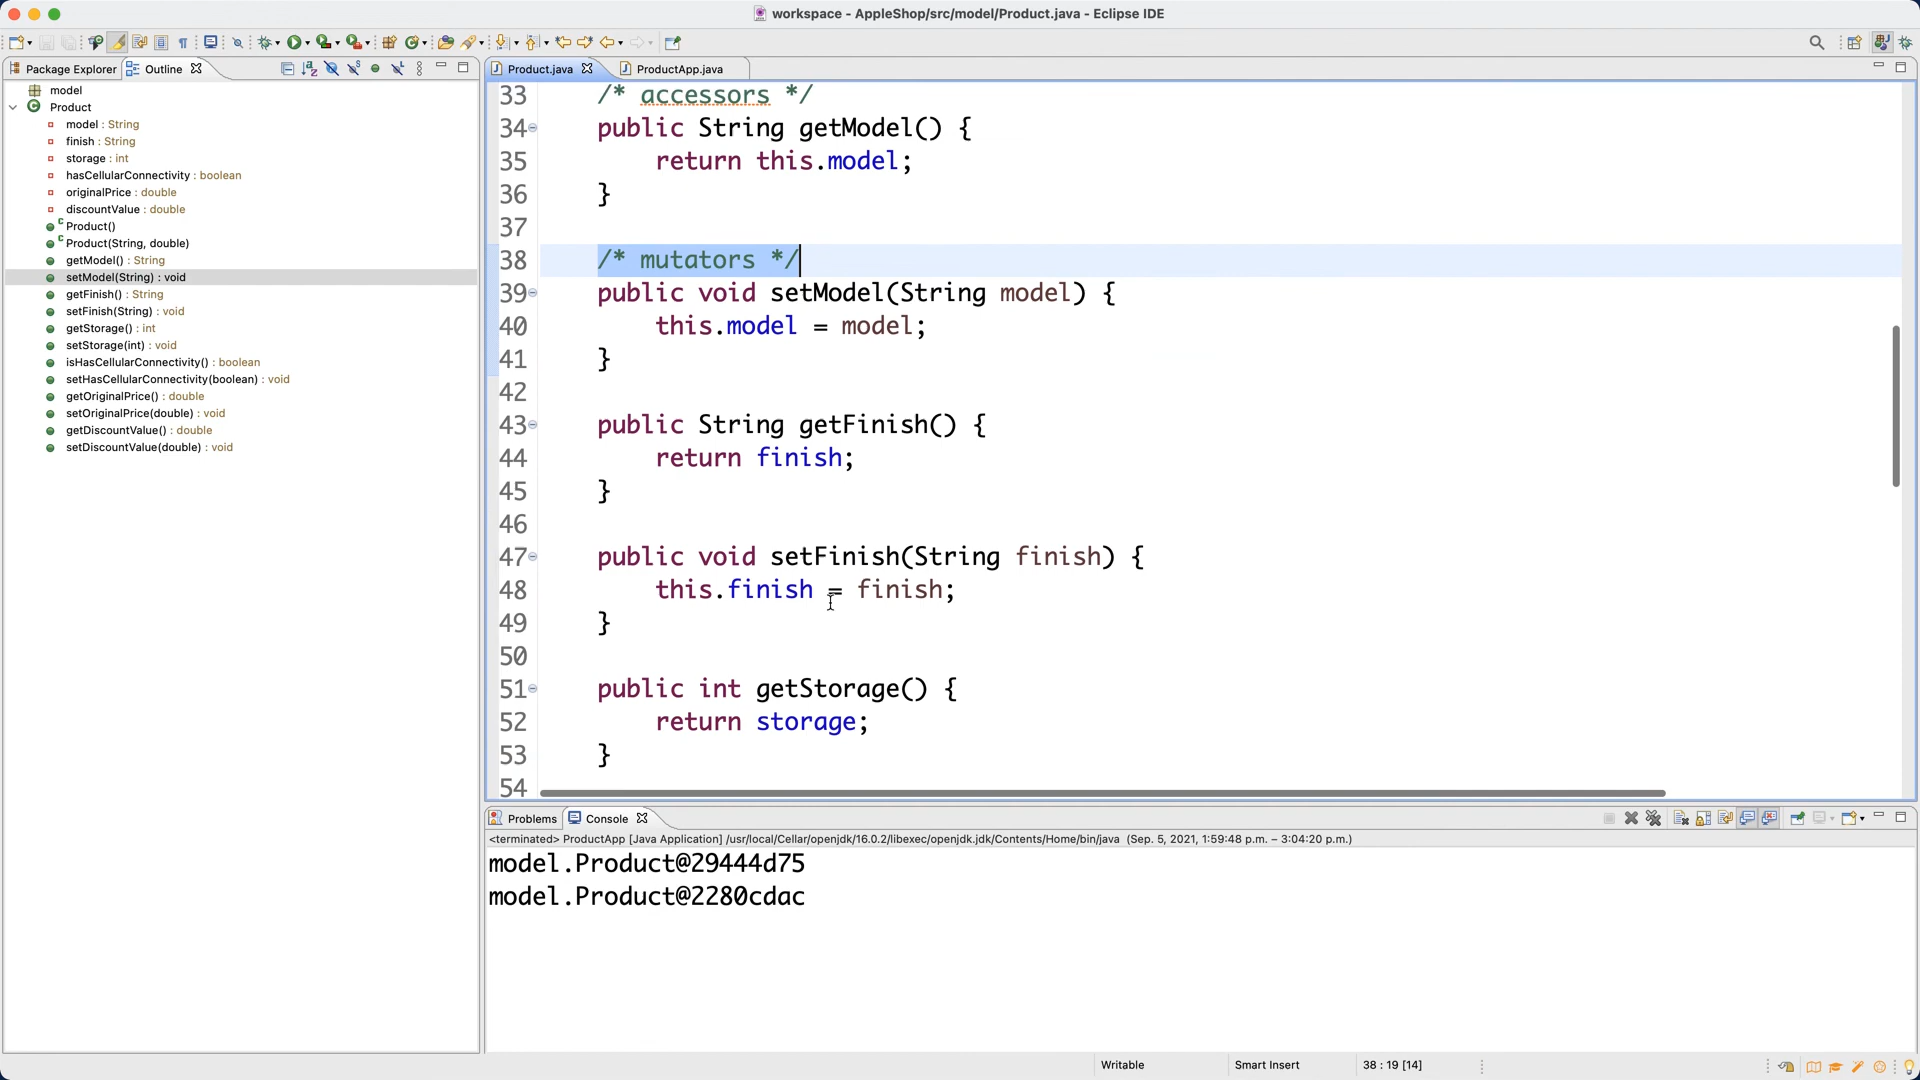 workspace - AppleShop/src/model/Product.java - Eclipse IDE
Package Explorer
Outline
model
Product
model : String
finish : String
storage : int
hasCellularConnectivity : boolean
originalPrice : double
discountValue : double
Product()
Product(String, double)
getModel() : String
setModel(String) : void
getFinish() : String
setFinish(String) : void
getStorage() : int
setStorage(int) : void
isHasCellularConnectivity() : boolean
setHasCellularConnectivity(boolean) : void
getOriginalPrice() : double
setOriginalPrice(double) : void
getDiscountValue() : double
setDiscountValue(double) : void
Product.java
ProductApp.java
33 /* accessors */
34 public String getModel() {
35 return this.model;
36 }
37
38 /* mutators */
39 public void setModel(String model) {
40 this.model = model;
41 }
42
43 public String getFinish() {
44 return finish;
45 }
46
47 public void setFinish(String finish) {
48 this.finish = finish;
49 }
50
51 public int getStorage() {
52 return storage;
53 }
54
Problems
Console
<terminated> ProductApp [Java Application] /usr/local/Cellar/openjdk/16.0.2/libexec/openjdk.jdk/Contents/Home/bin/java (Sep. 5, 2021, 1:59:48 p.m. – 3:04:20 p.m.)
model.Product@29444d75
model.Product@2280cdac
Writable
Smart Insert
38 : 19 [14]